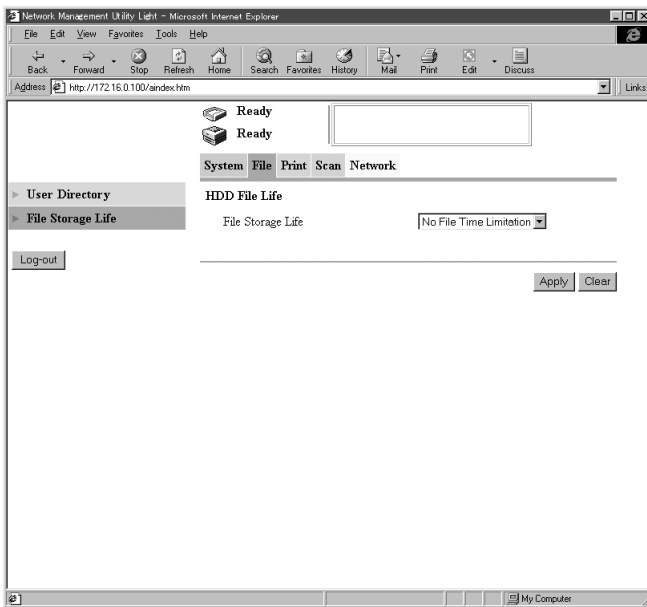 Network Management Utility Light - Microsoft Internet Explorer
File Edit View Favorites Tools Help
Back Forward Stop Refresh Home Search Favorites History Mail Print Edit Discuss
Address http://172.16.0.100/aindex.htm Links
Ready
Ready
System File Print Scan Network
User Directory
File Storage Life
Log-out
HDD File Life
File Storage Life No File Time Limitation
Apply Clear
My Computer